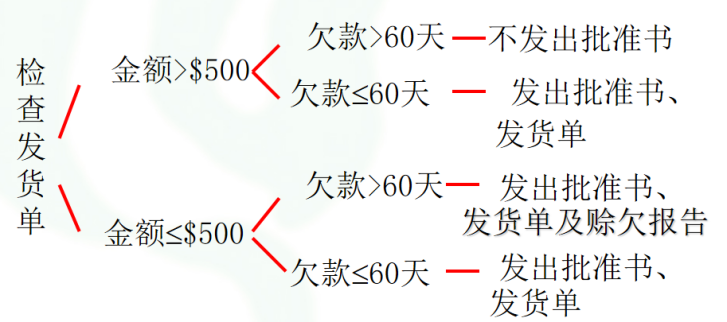 检查发货单
金额>$500
欠款>60天
不发出批准书
欠款≤60天
发出批准书、
发货单
金额≤$500
欠款>60天
发出批准书、
发货单及赊欠报告
欠款≤60天
发出批准书、
发货单